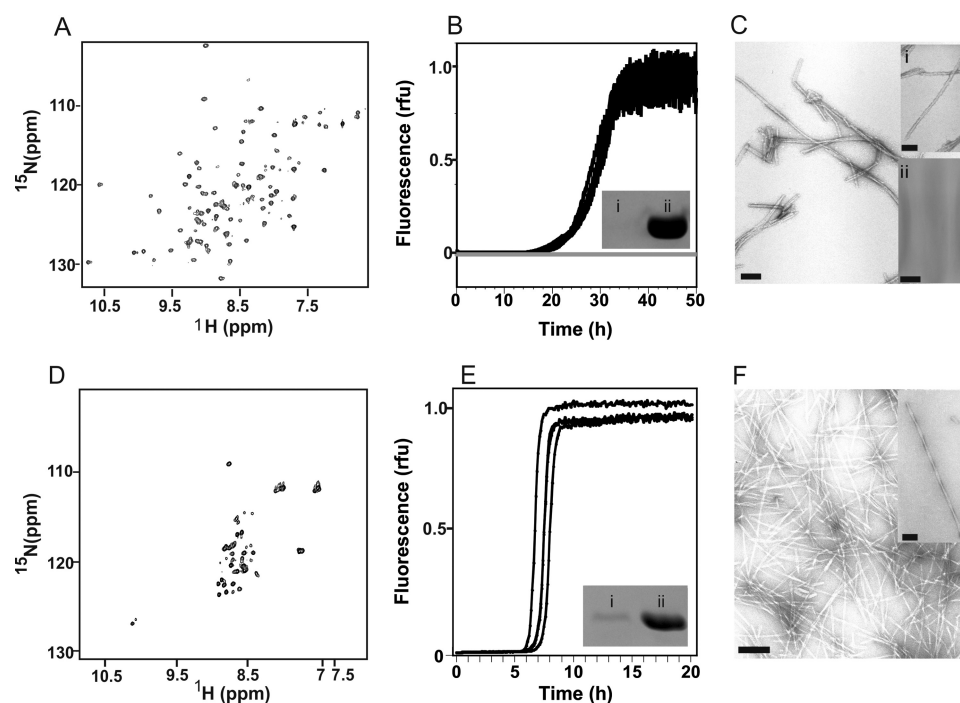 A
B
C
110
120
130
15N(ppm)
10.5 9.5 8.5 7.5
1H (ppm)
1.0
0.5
0
Fluorescence (rfu)
i ii
0 10 20 30 40 50
Time (h)
i
ii
D
E
F
110
120
130
15N(ppm)
10.5 9.5 8.5 7 7.5
1H (ppm)
1.0
0.5
0
Fluorescence (rfu)
i ii
0 5 10 15 20
Time (h)